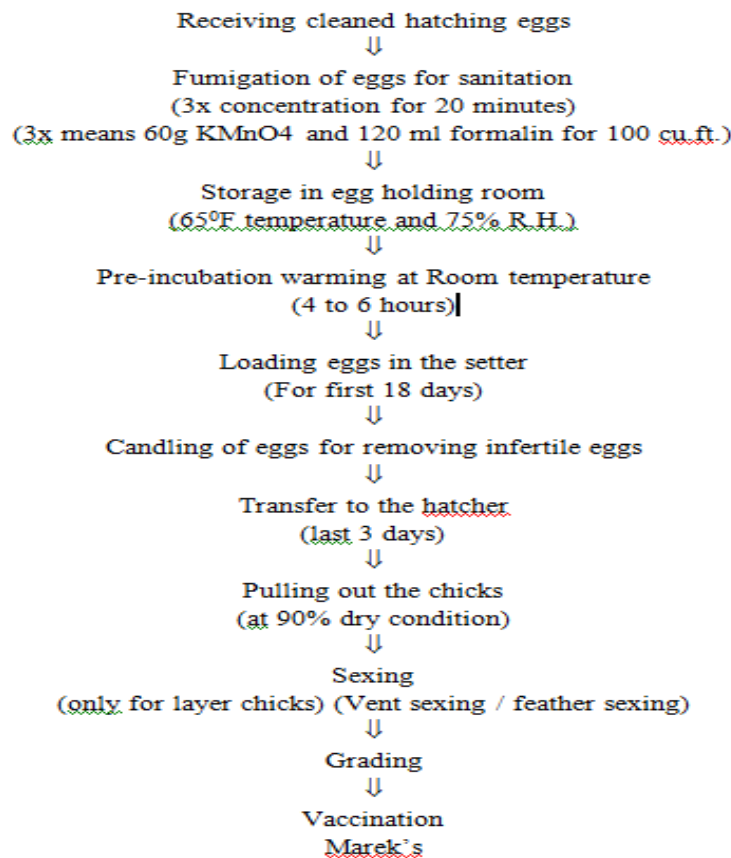 Receiving cleaned hatching eggs
⇓
Fumigation of eggs for sanitation
(3x concentration for 20 minutes)
(3x means 60g KMnO4 and 120 ml formalin for 100 cu.ft.)
⇓
Storage in egg holding room
(65⁰F temperature and 75% R.H.)
⇓
Pre-incubation warming at Room temperature
(4 to 6 hours)
⇓
Loading eggs in the setter
(For first 18 days)
⇓
Candling of eggs for removing infertile eggs
⇓
Transfer to the hatcher
(last 3 days)
⇓
Pulling out the chicks
(at 90% dry condition)
⇓
Sexing
(only for layer chicks) (Vent sexing / feather sexing)
⇓
Grading
⇓
Vaccination
Marek's